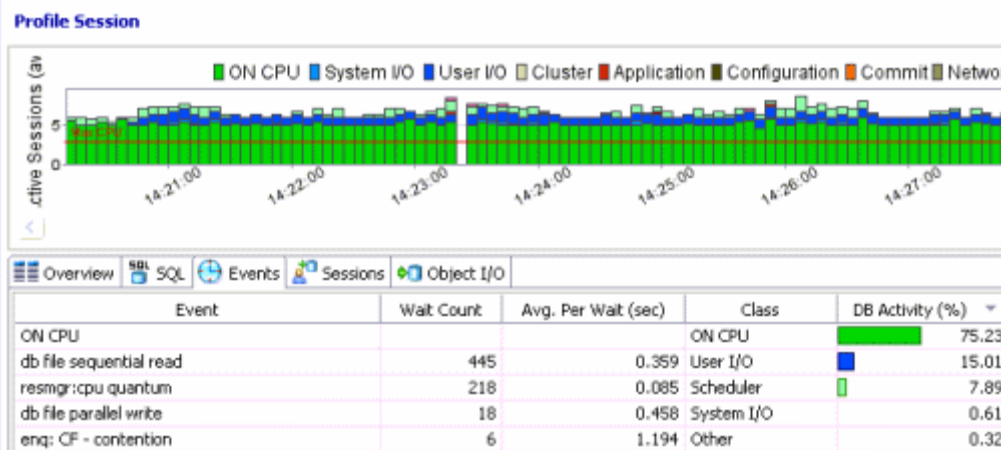 Profile Session
ON CPU System I/O User I/O Cluster Application Configuration Commit Netwo
ctive Sessions (av
5
Max CPU
0
14:21:00 14:22:00 14:23:00 14:24:00 14:25:00 14:26:00 14:27:00
<
Overview SQL SQL Events Sessions Object I/O
Event Wait Count Avg. Per Wait (sec) Class DB Activity (%)
ON CPU ON CPU 75.23
db file sequential read 445 0.359 User I/O 15.01
resmgr:cpu quantum 218 0.085 Scheduler 7.89
db file parallel write 18 0.458 System I/O 0.61
enq: CF - contention 6 1.194 Other 0.32